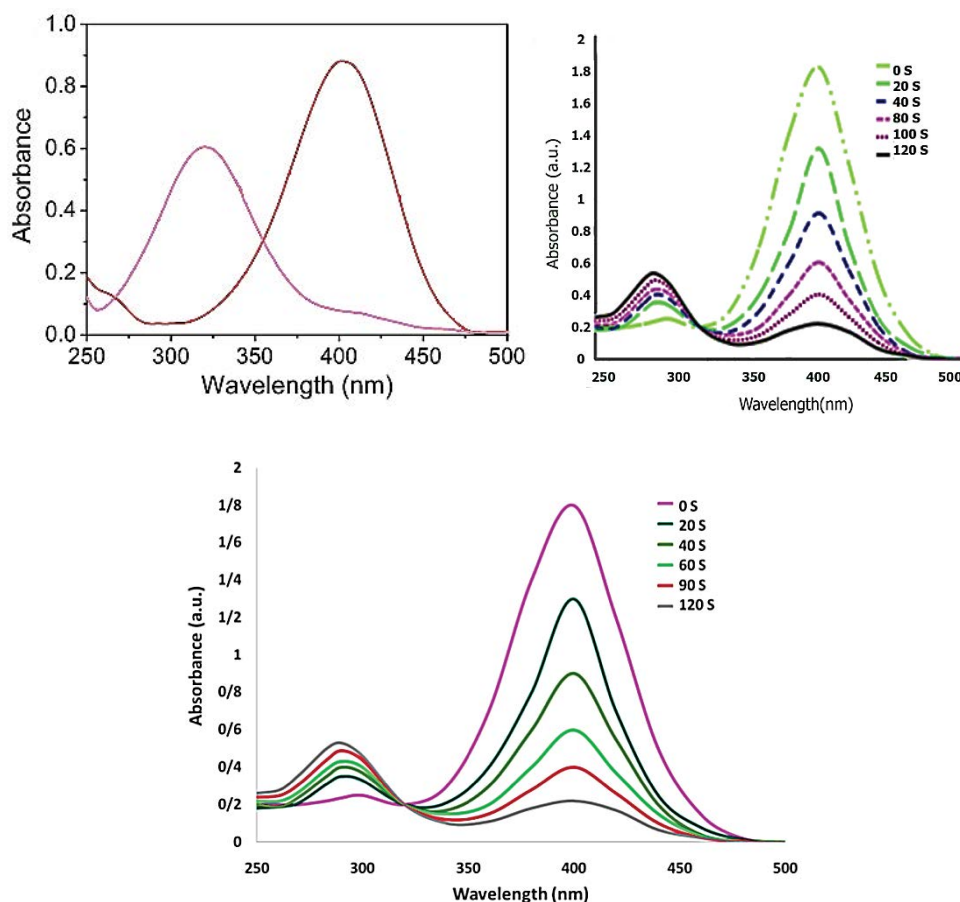 1.0
0.8
0.6
0.4
0.2
0.0
Absorbance
250 300 350 400 450 500
Wavelength (nm)
2
1.8
1.6
1.4
1.2
1
0.8
0.6
0.4
0.2
0
Absorbance (a.u.)
0 S
20 S
40 S
80 S
100 S
120 S
250 300 400 450 500
Wavelength(nm)
2
1/8
1/6
1/4
1/2
1
0/8
0/6
0/4
0/2
0
Absorbance (a.u.)
0 S
20 S
40 S
60 S
90 S
120 S
250 300 350 400 450 500
Wavelength (nm)